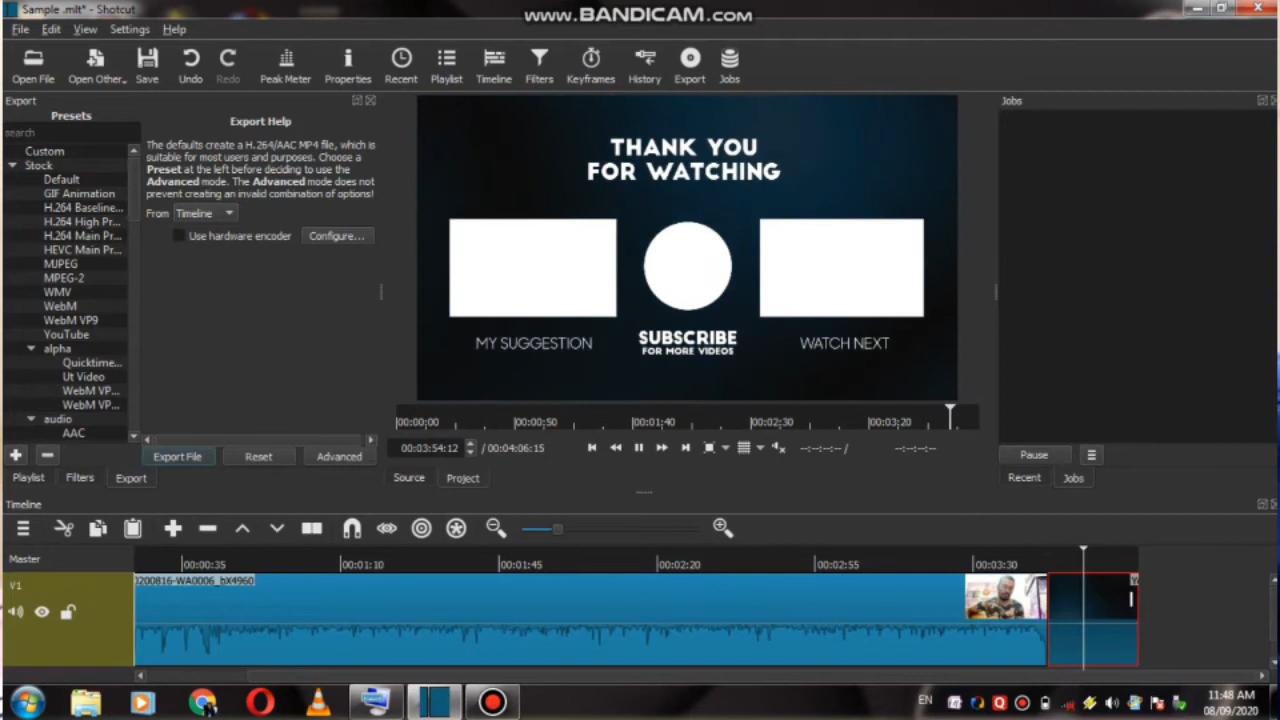 Sample .mlt* - Shotcut
www.BANDICAM.com
File Edit View Settings Help
Open File Open Other.. Save Undo Redo Peak Meter Properties Recent Playlist Timeline Filters Keyframes History Export Jobs
Export
Presets
search
Custom
Stock
Default
GIF Animation
H.264 Baseline...
H.264 High Pr...
H.264 Main Pr...
HEVC Main Pr...
MJPEG
MPEG-2
WMV
WebM
WebM VP9
YouTube
alpha
Quicktime...
Ut Video
WebM VP...
WebM VP...
audio
AAC
Export Help
The defaults create a H.264/AAC MP4 file, which is
suitable for most users and purposes. Choose a
Preset at the left before deciding to use the
Advanced mode. The Advanced mode does not
prevent creating an invalid combination of options!
From Timeline
Use hardware encoder Configure...
Export File Reset Advanced
Playlist Filters Export
THANK YOU
FOR WATCHING
MY SUGGESTION
SUBSCRIBE
FOR MORE VIDEOS
WATCH NEXT
00:00:00 00:00:50 00:01:40 00:02:30 00:03:20
00:03:54:12 / 00:04:06:15 --:--:--:-- / --:--:--:--
Source Project
Jobs
Pause
Recent Jobs
Timeline
Master
00:00:35 00:01:10 00:01:45 00:02:20 00:02:55 00:03:30
V1
0200816-WA0006_bX4960
EN
11:48 AM
08/09/2020